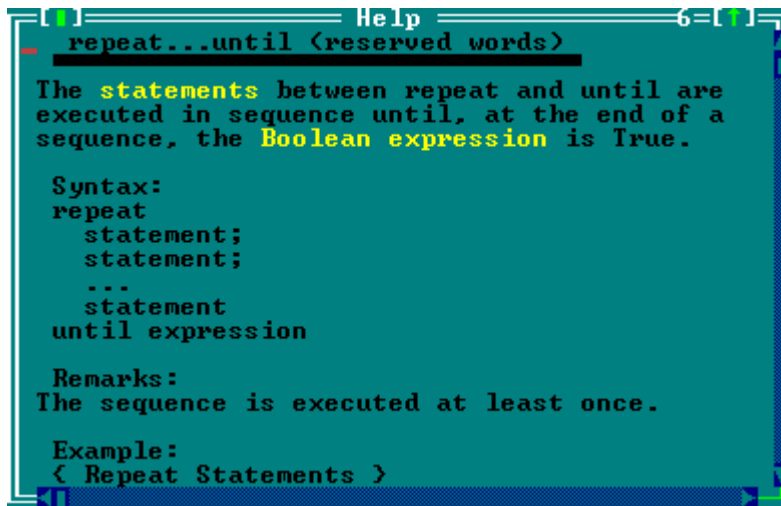 [■] Help 6=[↑]
repeat...until (reserved words)
The statements between repeat and until are
executed in sequence until, at the end of a
sequence, the Boolean expression is True.
Syntax:
repeat
statement;
statement;
...
statement
until expression
Remarks:
The sequence is executed at least once.
Example:
{ Repeat Statements }